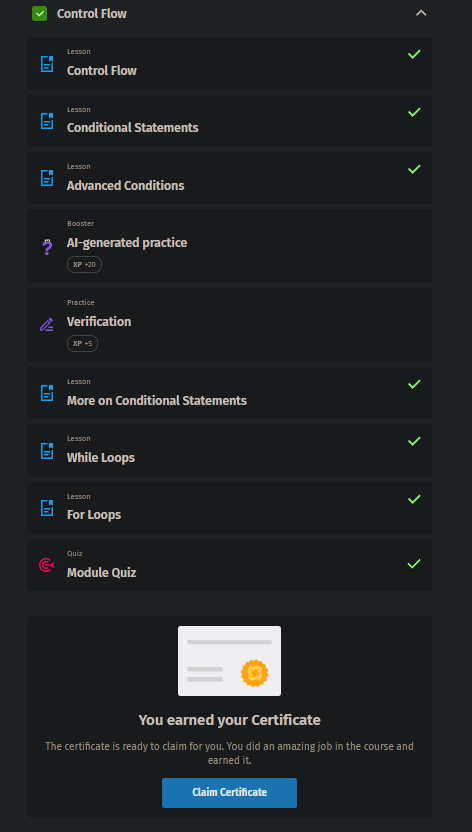 Control Flow
Lesson
Control Flow
Lesson
Conditional Statements
Lesson
Advanced Conditions
Booster
AI-generated practice
XP +20
Practice
Verification
XP +5
Lesson
More on Conditional Statements
Lesson
While Loops
Lesson
For Loops
Quiz
Module Quiz
You earned your Certificate
The certificate is ready to claim for you. You did an amazing job in the course and
earned it.
Claim Certificate